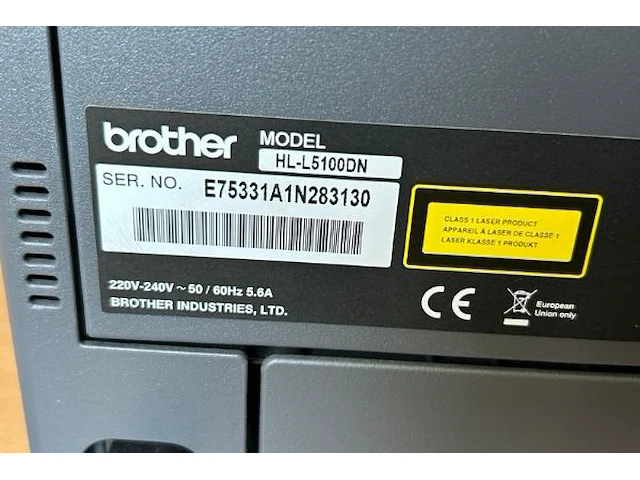 brother
MODEL
HL-L5100DN
SER. NO. E75331A1N283130
CLASS 1 LASER PRODUCT
APPAREIL À LASER DE CLASSE 1
LASER KLASSE 1 PRODUKT
220V-240V ~ 50 / 60Hz 5.6A
BROTHER INDUSTRIES, LTD.
CE
European
Union only